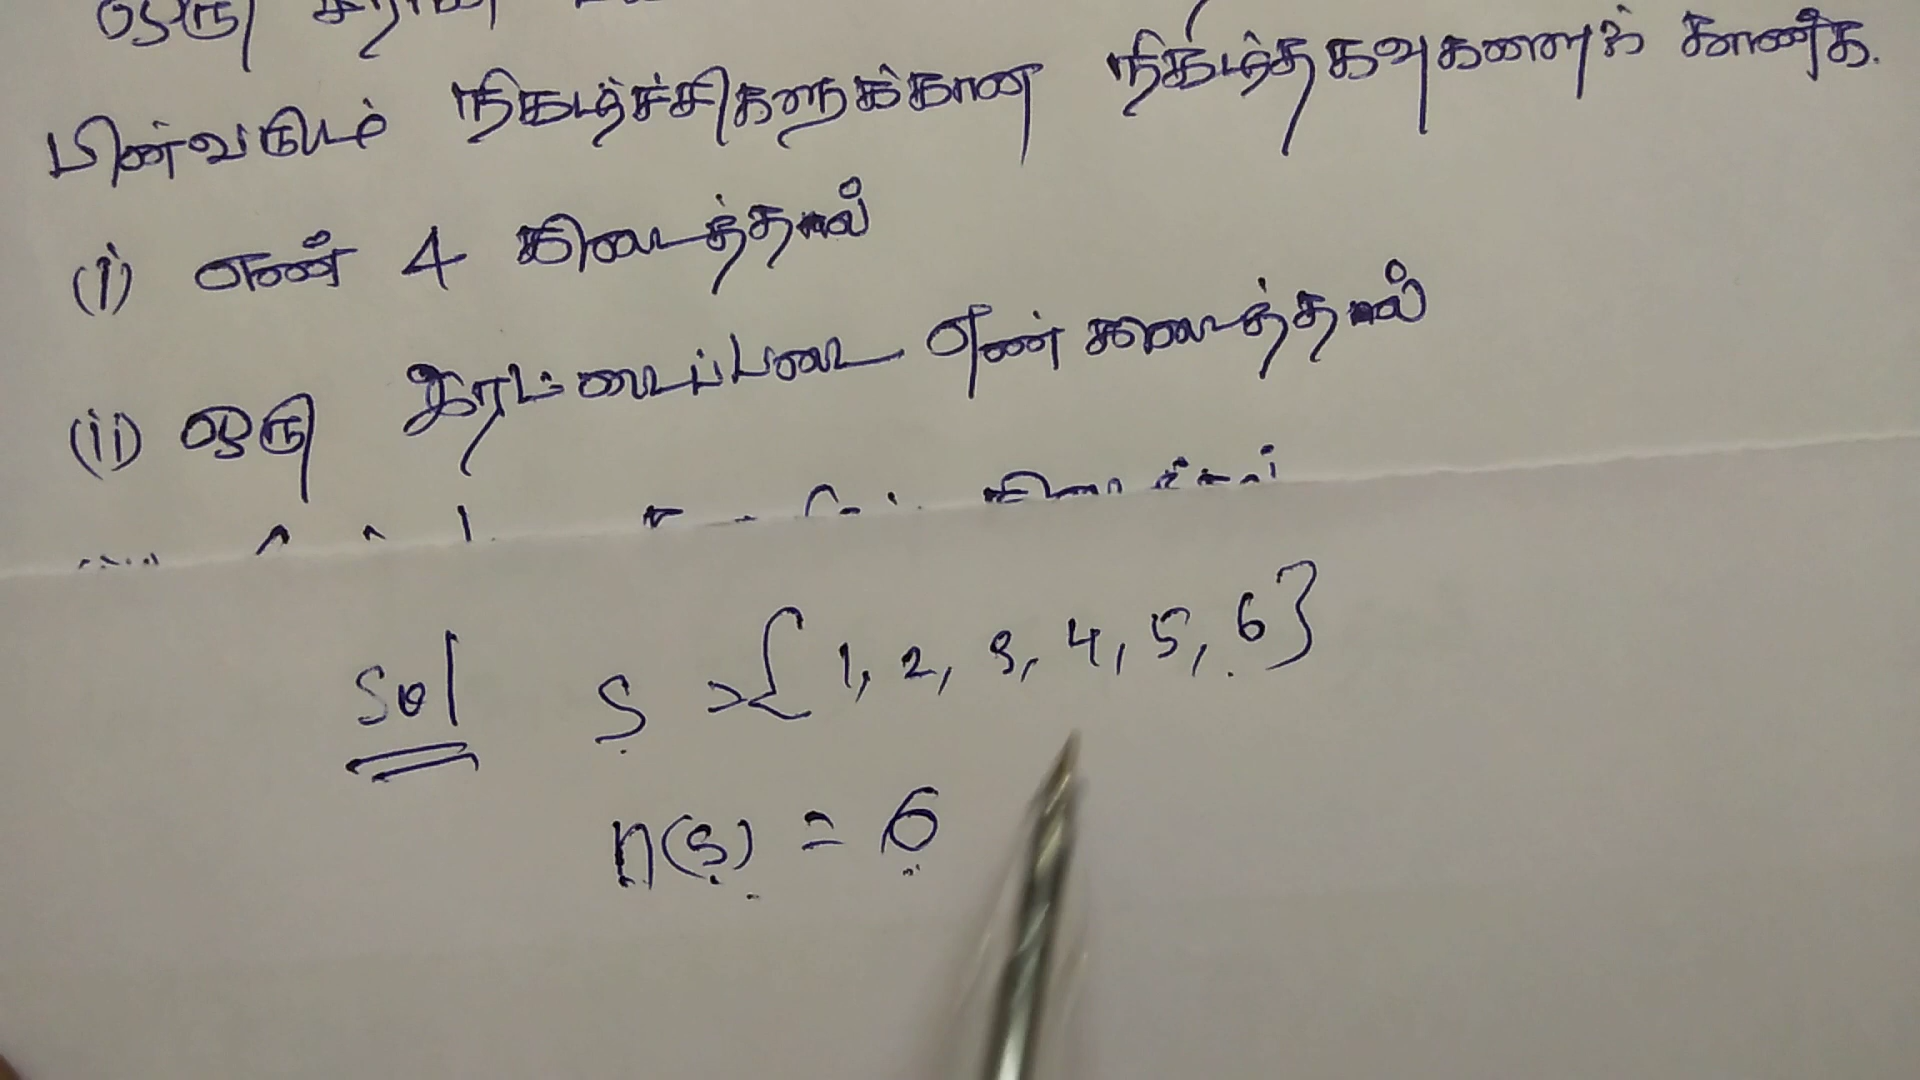 ஒரு சீரான
பின்வரும் நிகழ்ச்சிகளுக்கான நிகழ்தகவுகளைக் காண்க.
(i) எண் 4 கிடைத்தல்
(ii) ஒரு இரட்டைப்படை எண் கிடைத்தல்
Sol S = {1, 2, 3, 4, 5, 6}
n(S) = 6